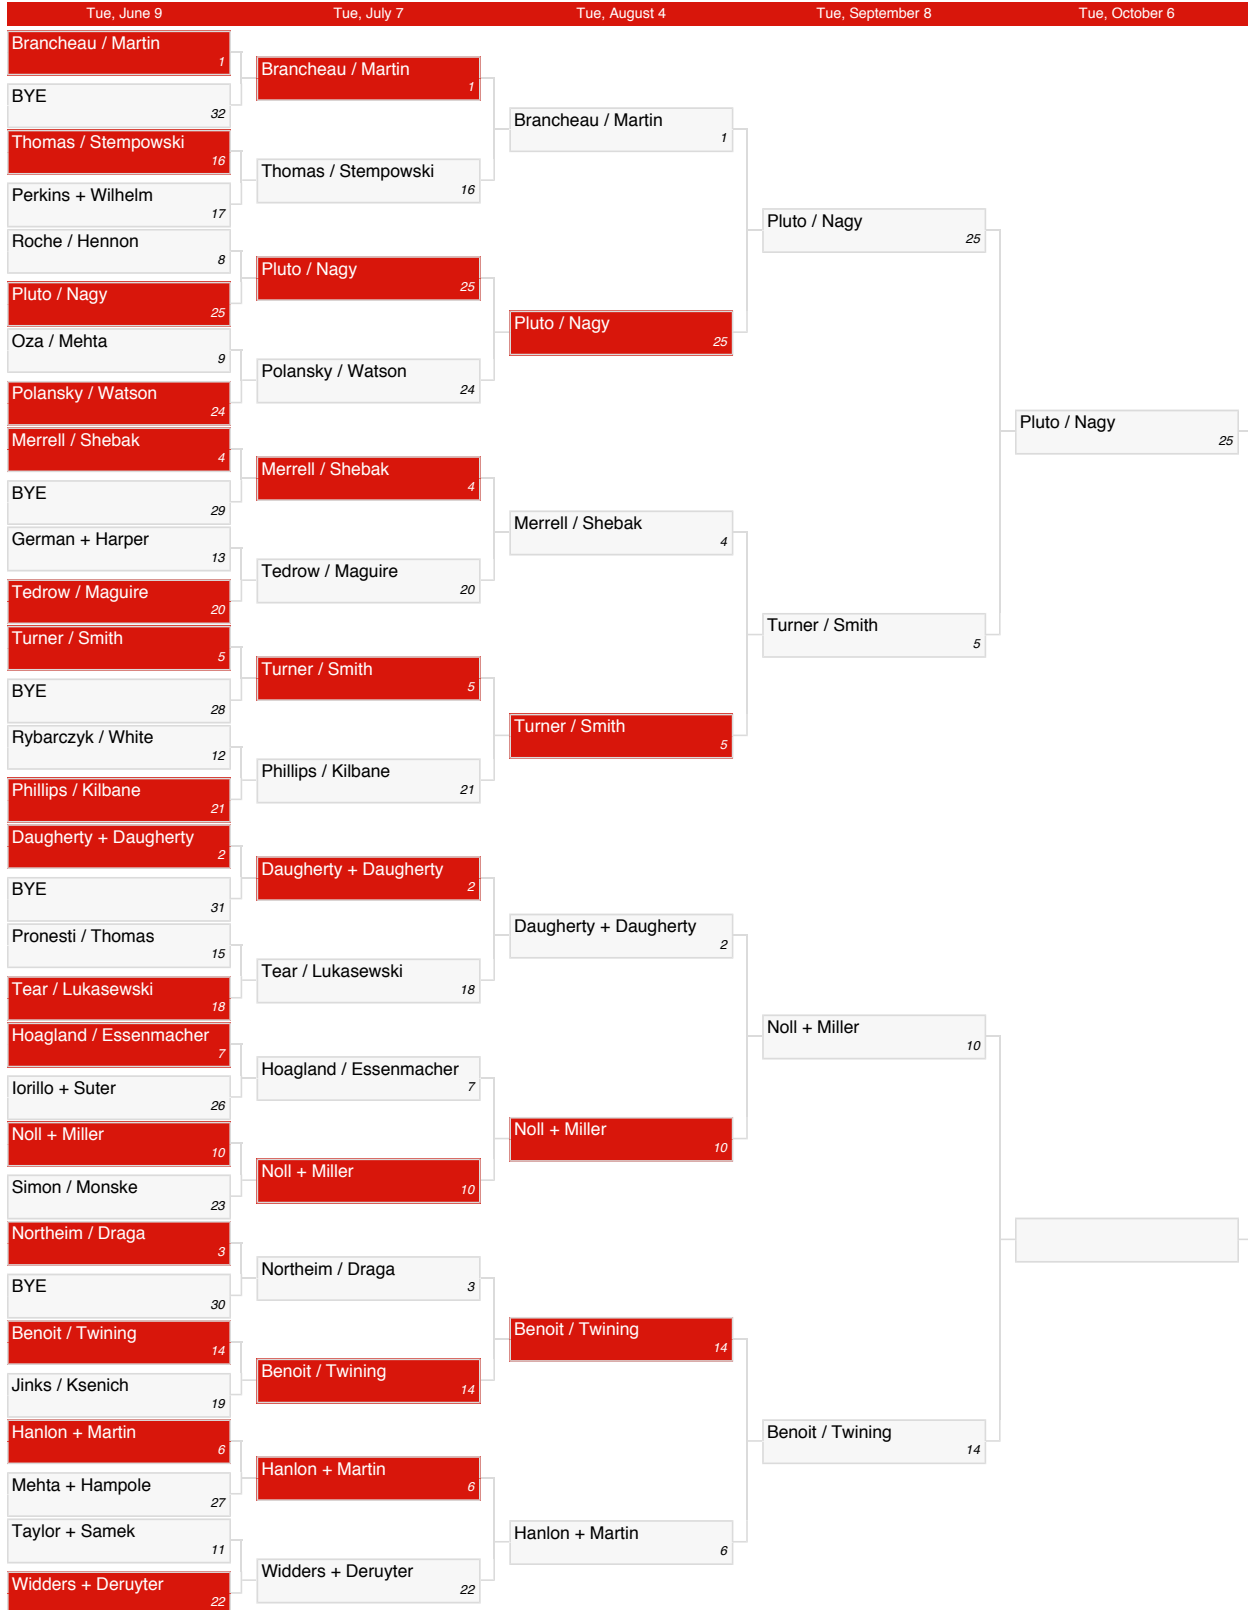 Tue, June 9
Tue, July 7
Tue, August 4
Tue, September 8
Tue, October 6
Brancheau / Martin
1
BYE
32
Thomas / Stempowski
16
Perkins + Wilhelm
17
Roche / Hennon
8
Pluto / Nagy
25
Oza / Mehta
9
Polansky / Watson
24
Merrell / Shebak
4
BYE
29
German + Harper
13
Tedrow / Maguire
20
Turner / Smith
5
BYE
28
Rybarczyk / White
12
Phillips / Kilbane
21
Daugherty + Daugherty
2
BYE
31
Pronesti / Thomas
15
Tear / Lukasewski
18
Hoagland / Essenmacher
7
Iorillo + Suter
26
Noll + Miller
10
Simon / Monske
23
Northeim / Draga
3
BYE
30
Benoit / Twining
14
Jinks / Ksenich
19
Hanlon + Martin
6
Mehta + Hampole
27
Taylor + Samek
11
Widders + Deruyter
22
Brancheau / Martin
1
Thomas / Stempowski
16
Pluto / Nagy
25
Polansky / Watson
24
Merrell / Shebak
4
Tedrow / Maguire
20
Turner / Smith
5
Phillips / Kilbane
21
Daugherty + Daugherty
2
Tear / Lukasewski
18
Hoagland / Essenmacher
7
Noll + Miller
10
Northeim / Draga
3
Benoit / Twining
14
Hanlon + Martin
6
Widders + Deruyter
22
Brancheau / Martin
1
Pluto / Nagy
25
Merrell / Shebak
4
Turner / Smith
5
Daugherty + Daugherty
2
Noll + Miller
10
Benoit / Twining
14
Hanlon + Martin
6
Pluto / Nagy
25
Turner / Smith
5
Noll + Miller
10
Benoit / Twining
14
Pluto / Nagy
25